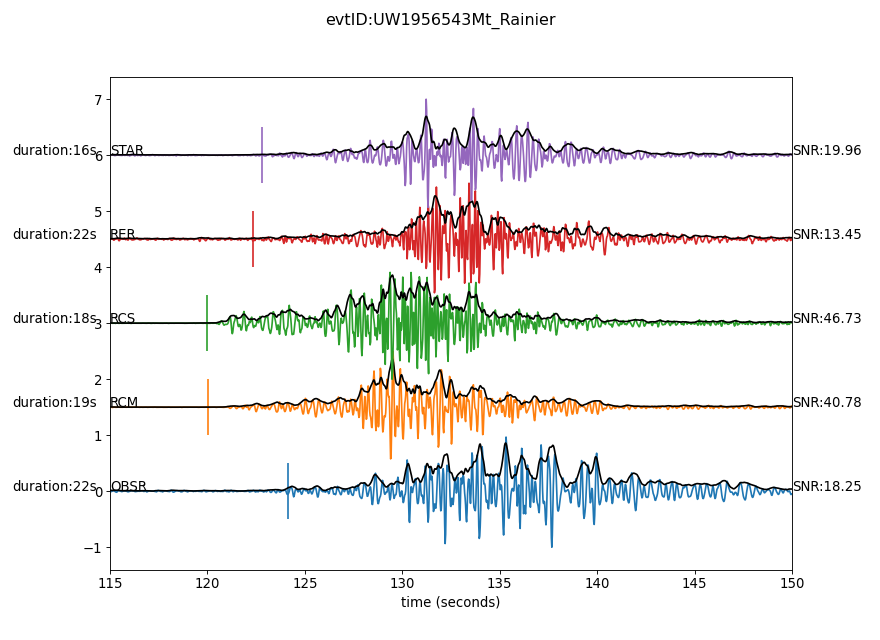 evtID:UW1956543Mt_Rainier
7
duration:16s STAR SNR:19.96
6
5
duration:22s RER SNR:13.45
4
duration:18s RCS SNR:46.73
3
2
duration:19s RCM SNR:40.78
1
duration:22s OBSR SNR:18.25
0
−1
115 120 125 130 135 140 145 150
time (seconds)